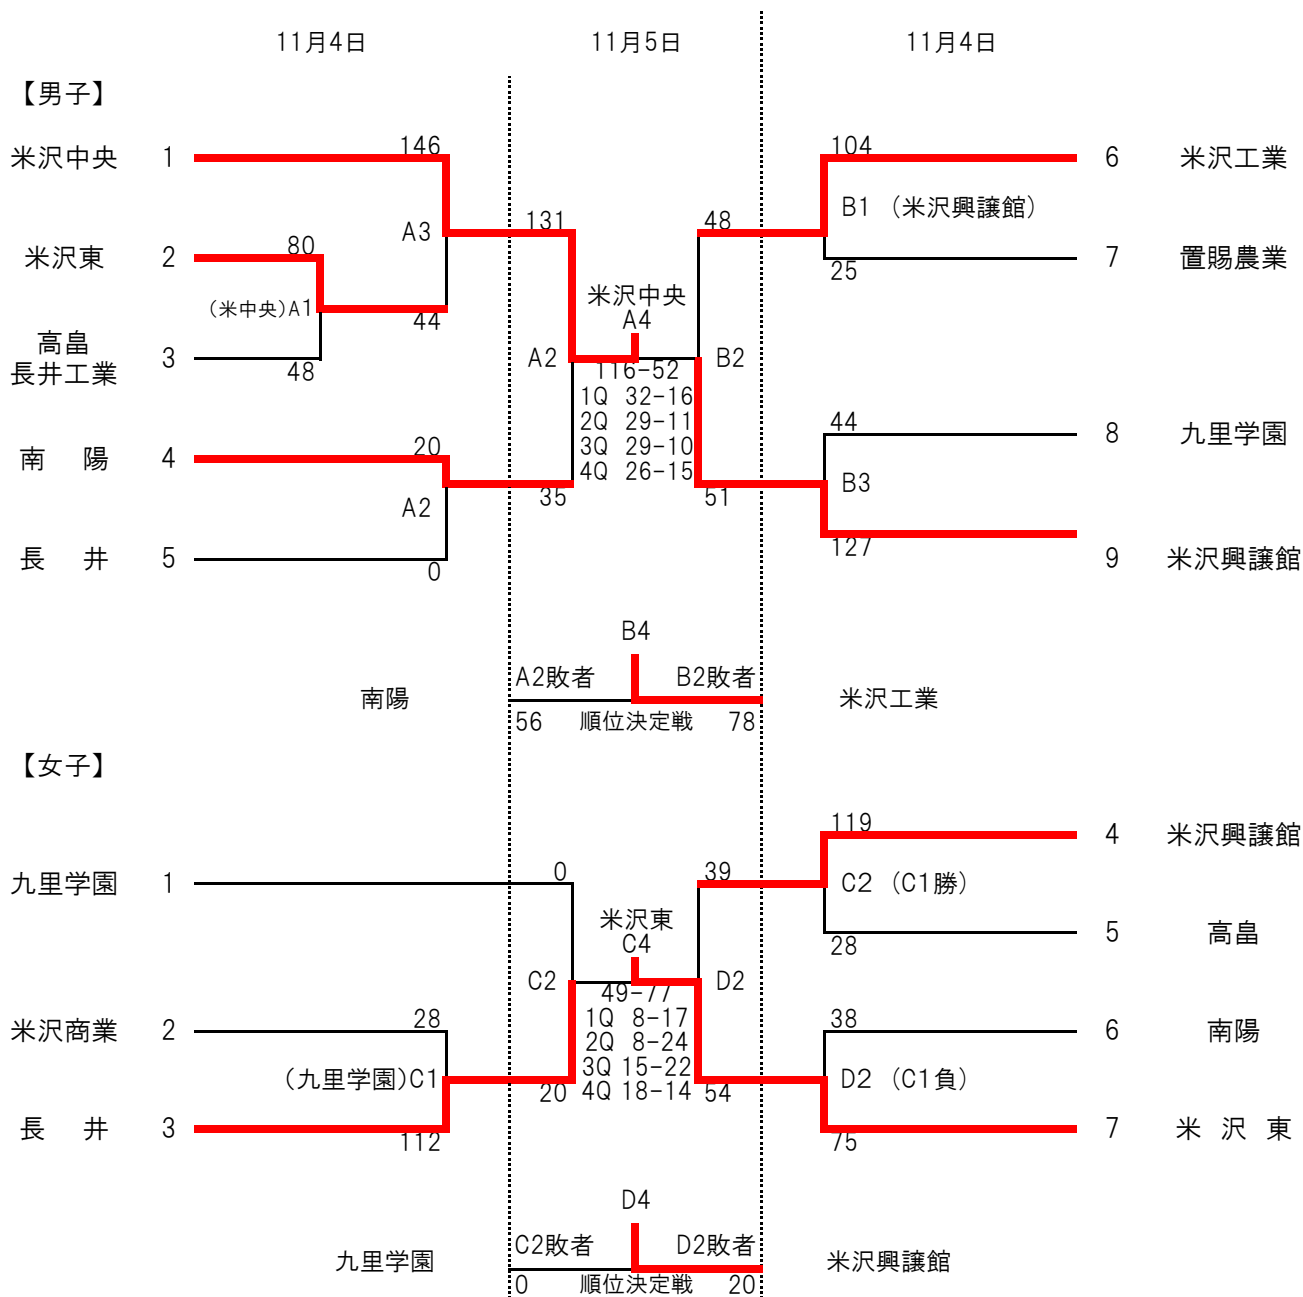 11月4日 11月5日 11月4日
【男子】
146 104
米沢中央 1 6 米沢工業
B1 (米沢興譲館)
131 48
A3
80
米沢東 2 7 置賜農業
25
米沢中央
(米中央)A1
44 A4
高畠
長井工業 3 A2 B2
48 116-52
1Q 32-16
2Q 29-11
44
8 九里学園
20 3Q 29-10
南 陽 4 4Q 26-15
B3
35 51
A2
127
長 井 5 9 米沢興譲館
0
B4
A2敗者 B2敗者
南陽 米沢工業
56 順位決定戦 78
【女子】
119
4 米沢興譲館
0 39
九里学園 1 C2 (C1勝)
米沢東
C4
5 高畠
28
C2 D2
49-77
28 1Q 8-17 38
米沢商業 2 6 南陽
2Q 8-24
3Q 15-22
(九里学園)C1 D2 (C1負)
20 4Q 18-14 54
長 井 3 7 米 沢 東
112 75
D4
C2敗者 D2敗者
九里学園 米沢興譲館
0 順位決定戦 20